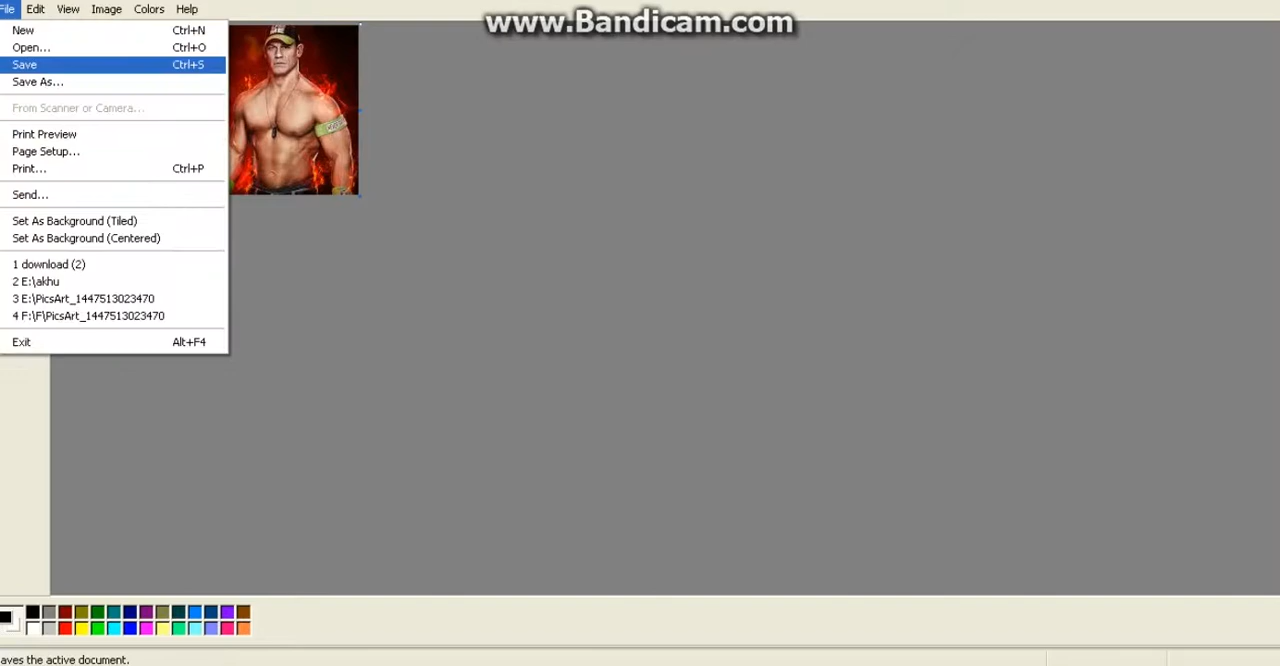 File Edit View Image Colors Help
www.Bandicam.com
New Ctrl+N
Open...  Ctrl+O
Save Ctrl+S
Save As...
From Scanner or Camera...
Print Preview
Page Setup...
Print... Ctrl+P
Send...
Set As Background (Tiled)
Set As Background (Centered)
1 download (2)
2 E:\akhu
3 E:\PicsArt_1447513023470
4 F:\F\PicsArt_1447513023470
Exit Alt+F4
aves the active document.